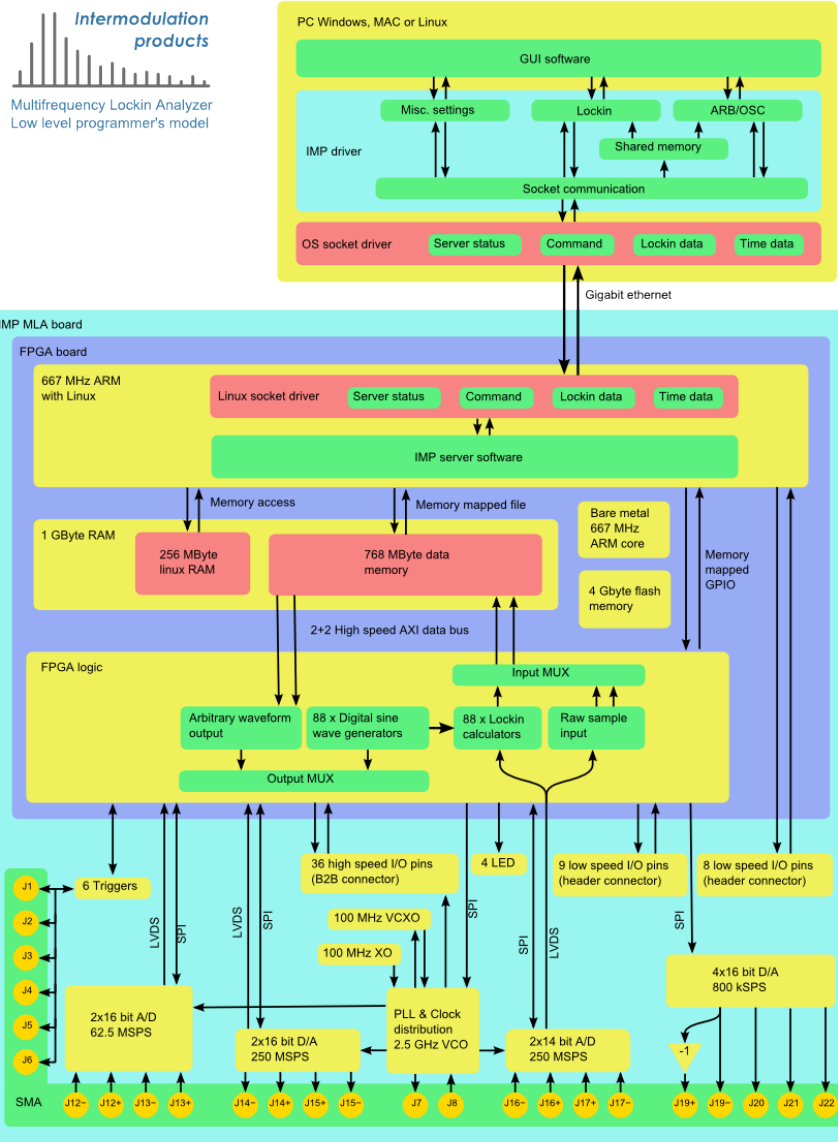 Intermodulation
products
Multifrequency Lockin Analyzer
Low level programmer's model
PC Windows, MAC or Linux
GUI software
Misc. settings
Lockin
ARB/OSC
IMP driver
Shared memory
Socket communication
OS socket driver
Server status
Command
Lockin data
Time data
Gigabit ethernet
IMP MLA board
FPGA board
667 MHz ARM
with Linux
Linux socket driver
Server status
Command
Lockin data
Time data
IMP server software
Memory access
Memory mapped file
1 GByte RAM
256 MByte
linux RAM
768 MByte data
memory
Bare metal
667 MHz
ARM core
4 Gbyte flash
memory
Memory
mapped
GPIO
2+2 High speed AXI data bus
FPGA logic
Input MUX
Arbitrary waveform
output
88 x Digital sine
wave generators
88 x Lockin
calculators
Raw sample
input
Output MUX
6 Triggers
36 high speed I/O pins
(B2B connector)
4 LED
9 low speed I/O pins
(header connector)
8 low speed I/O pins
(header connector)
J1
J2
J3
J4
J5
J6
LVDS
SPI
LVDS
SPI
SPI
SPI
LVDS
SPI
100 MHz VCXO
100 MHz XO
2x16 bit A/D
62.5 MSPS
2x16 bit D/A
250 MSPS
PLL & Clock
distribution
2.5 GHz VCO
2x14 bit A/D
250 MSPS
4x16 bit D/A
800 kSPS
-1
SMA
J12−
J12+
J13−
J13+
J14−
J14+
J15+
J15−
J7
J8
J16−
J16+
J17+
J17−
J19+
J19−
J20
J21
J22